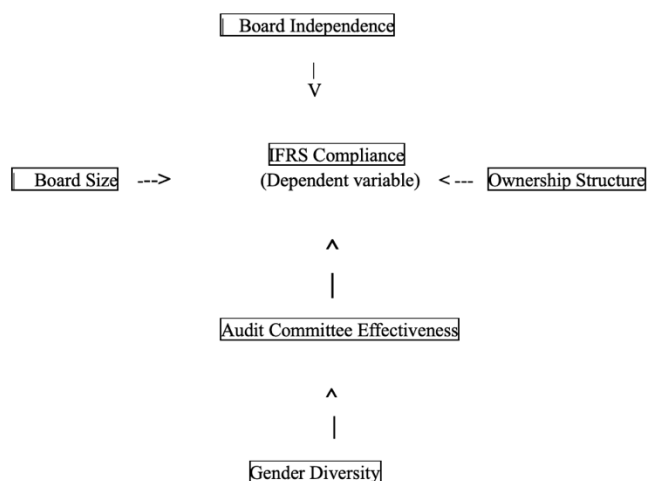 Board Independence
|
V
IFRS Compliance
Board Size ---> (Dependent variable) < --- Ownership Structure
^
|
Audit Committee Effectiveness
^
|
Gender Diversity